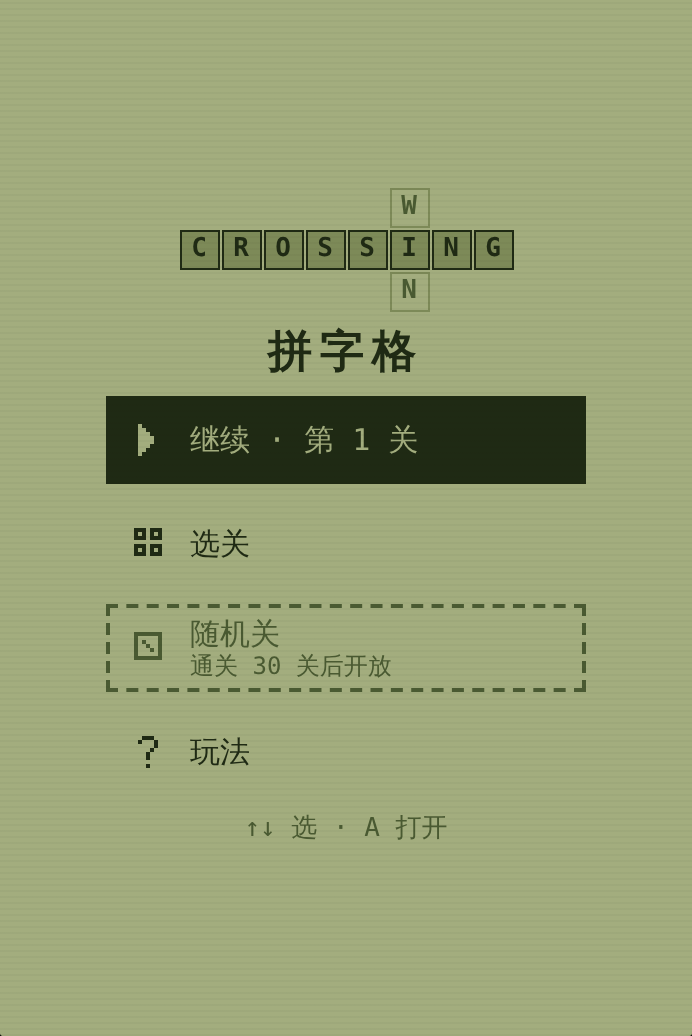 W
CROSSING
N
拼字格
继续 · 第 1 关
选关
随机关
通关 30 关后开放
玩法
↑↓ 选 · A 打开